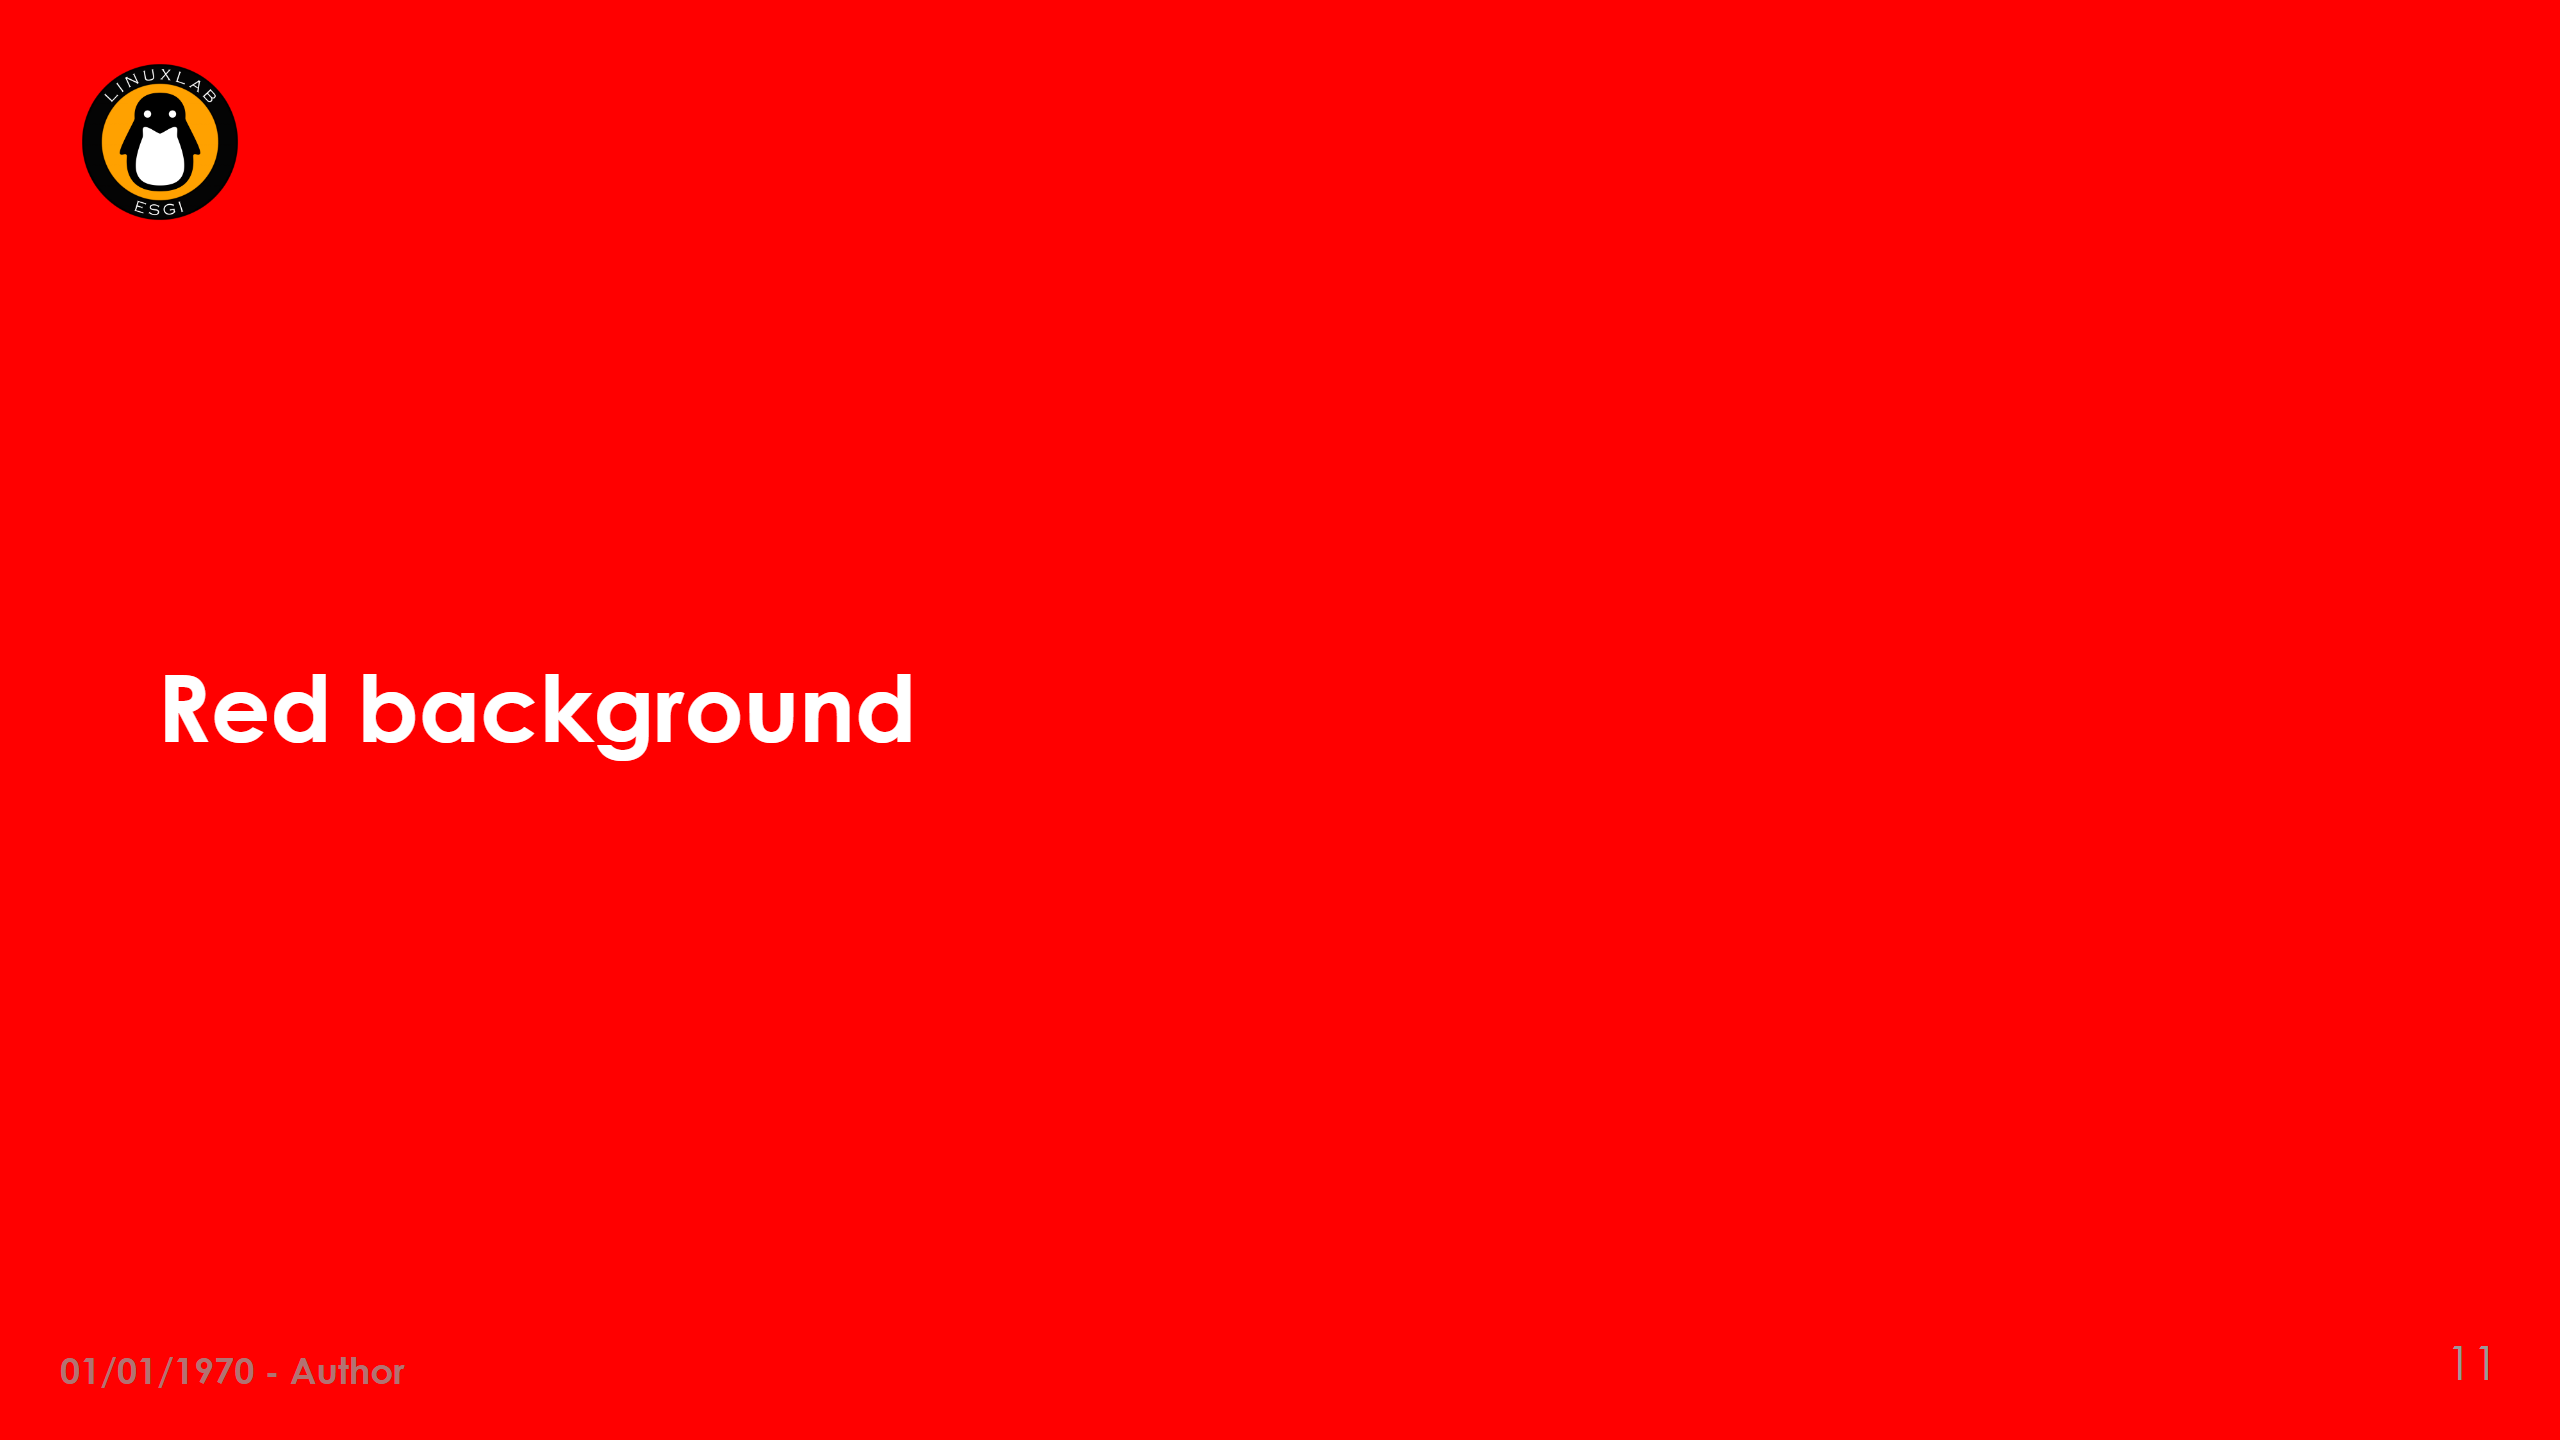 LINUXLAB
ESGI
Red background
01/01/1970 - Author
11